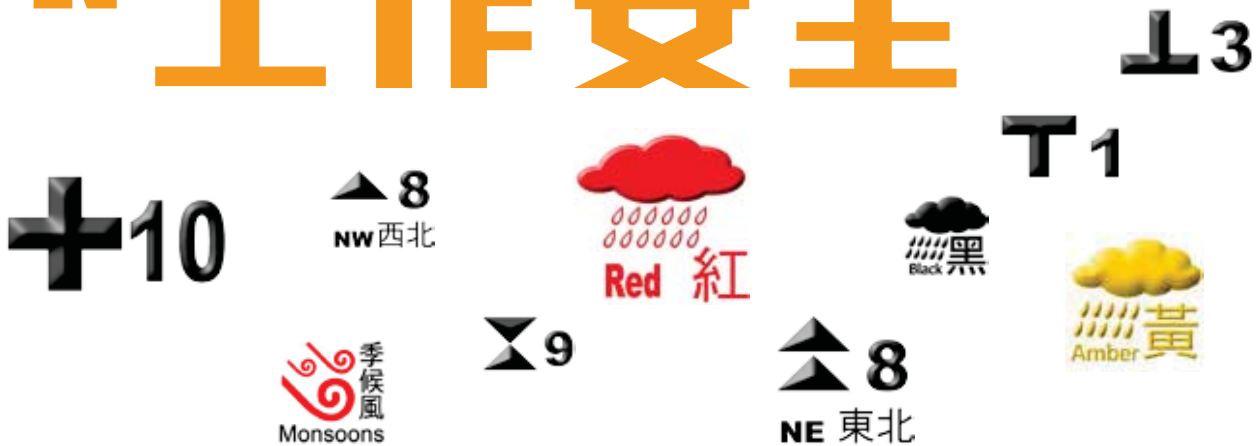 工作安全
3
1
10
8
NW 西北
Red 紅
Black 黑
Amber 黃
季候風
Monsoons
9
8
NE 東北